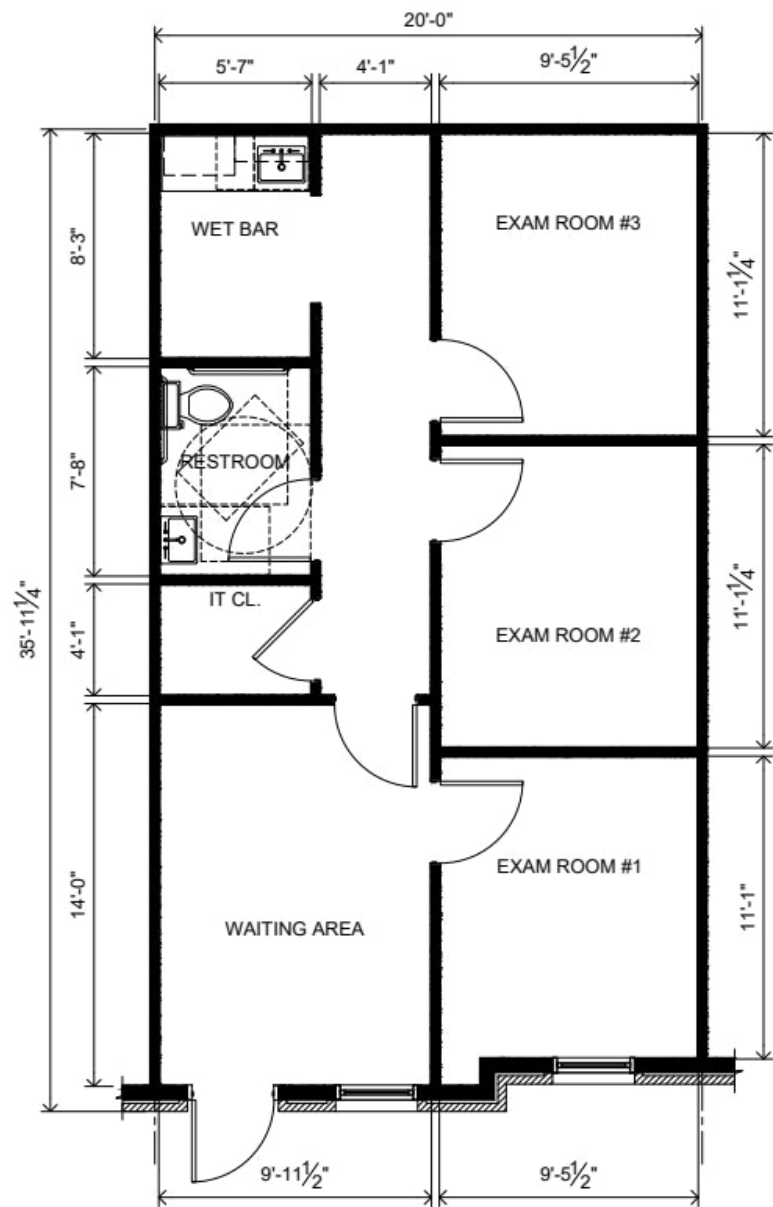 20'-0"
5'-7"
4'-1"
9'-5½"
WET BAR
EXAM ROOM #3
8'-3"
11'-1¼"
RESTROOM
7'-8"
35'-11¼"
IT CL.
4'-1"
EXAM ROOM #2
11'-1¼"
EXAM ROOM #1
14'-0"
WAITING AREA
11'-1"
9'-11½"
9'-5½"